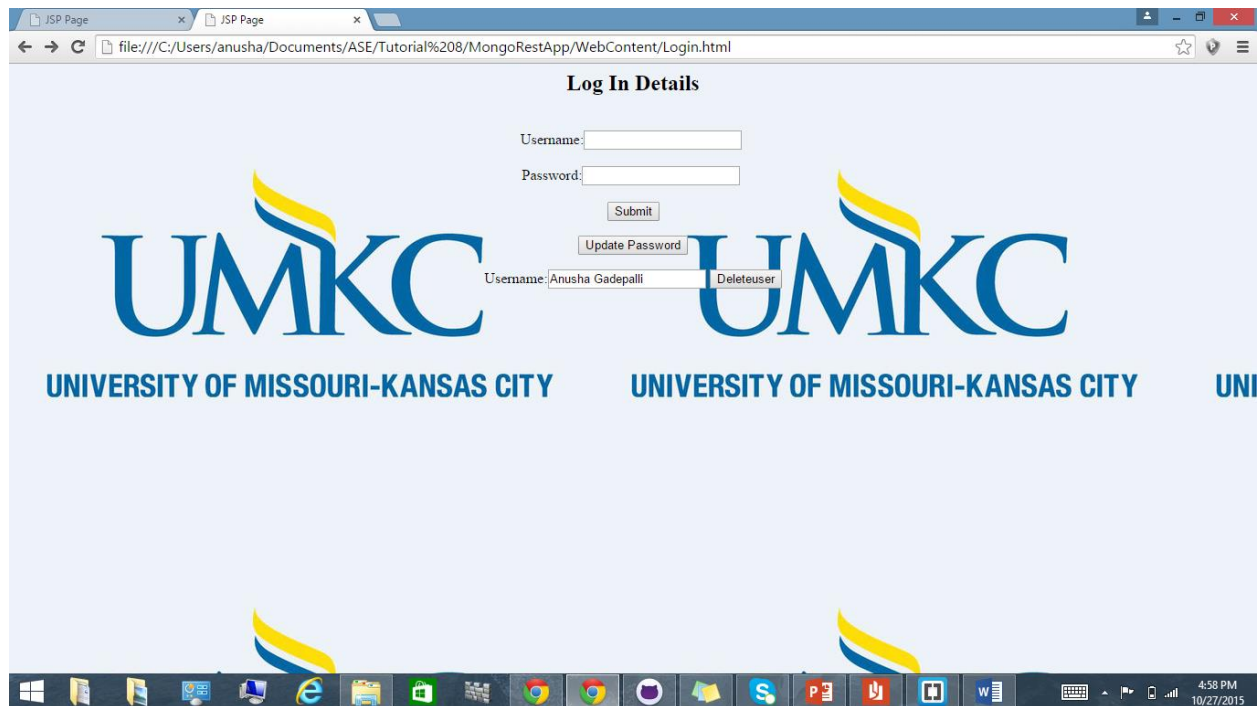 JSP Page
JSP Page
file:///C:/Users/anusha/Documents/ASE/Tutorial%208/MongoRestApp/WebContent/Login.html
Log In Details
Username:
Password:
Submit
Update Password
Username: Anusha Gadepalli Deleteuser
UMKC UMKC
UNIVERSITY OF MISSOURI-KANSAS CITY UNIVERSITY OF MISSOURI-KANSAS CITY UNI
4:58 PM
10/27/2015